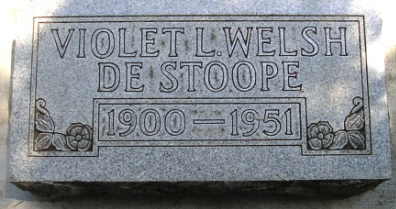 VIOLET L. WELSH
DE STOOPE
1900—1951